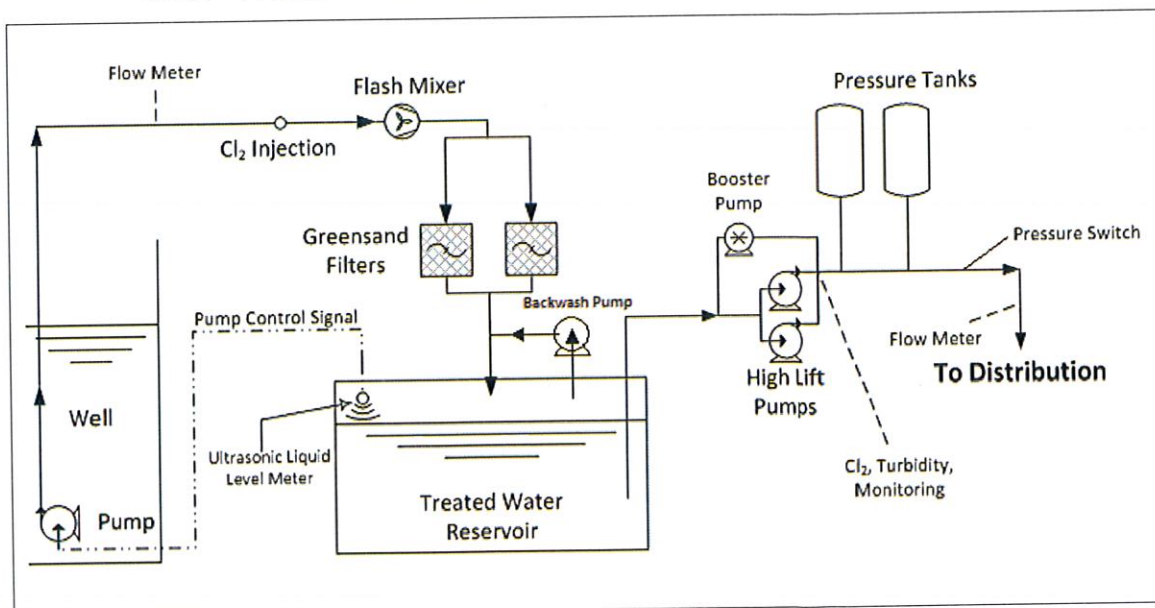 Flow Meter
Flash Mixer
Cl₂ Injection
Pressure Tanks
Booster
Pump
Greensand
Filters
Pressure Switch
Backwash Pump
Pump Control Signal
Flow Meter
To Distribution
High Lift
Pumps
Well
Ultrasonic Liquid
Level Meter
Cl₂, Turbidity,
Monitoring
Treated Water
Reservoir
Pump